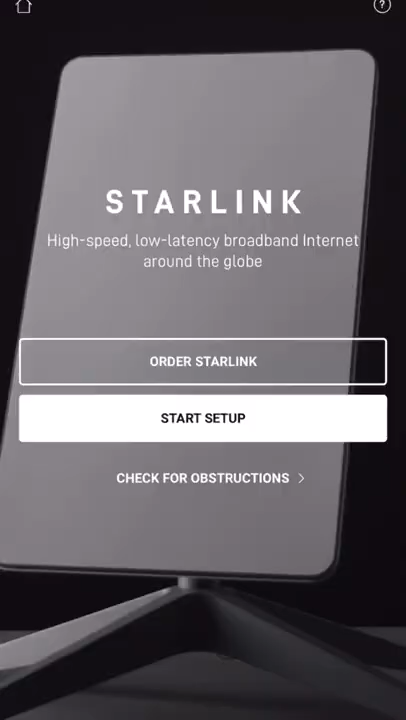 STARLINK
High-speed, low-latency broadband Internet
around the globe
ORDER STARLINK
START SETUP
CHECK FOR OBSTRUCTIONS